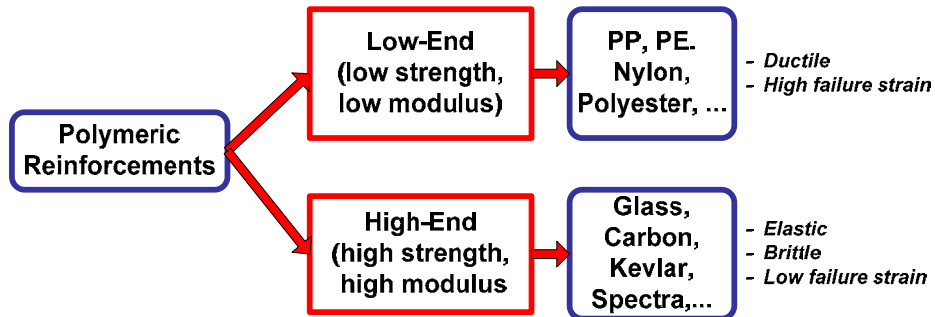 Polymeric
Reinforcements
Low-End
(low strength,
low modulus)
PP, PE.
Nylon,
Polyester, ...
- Ductile
- High failure strain
High-End
(high strength,
high modulus
Glass,
Carbon,
Kevlar,
Spectra,...
- Elastic
- Brittle
- Low failure strain